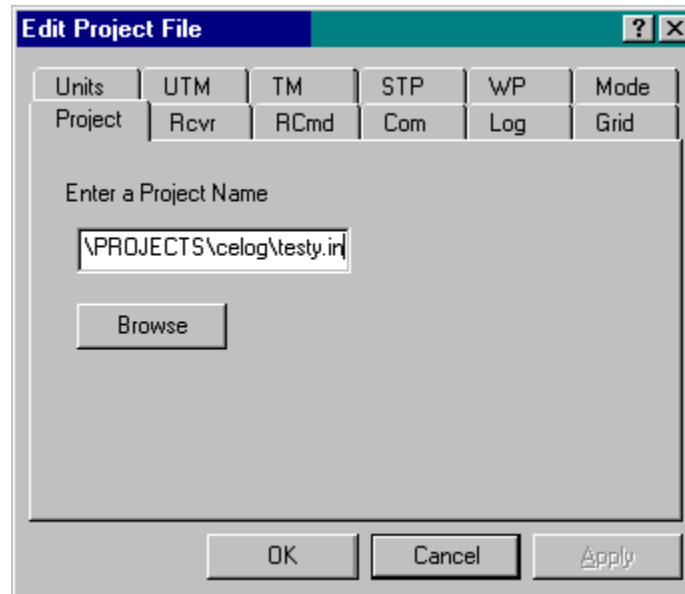 Edit Project File
Units UTM TM STP WP Mode
Project Rcvr RCmd Com Log Grid
Enter a Project Name
\PROJECTS\celog\testy.in
Browse
OK Cancel Apply